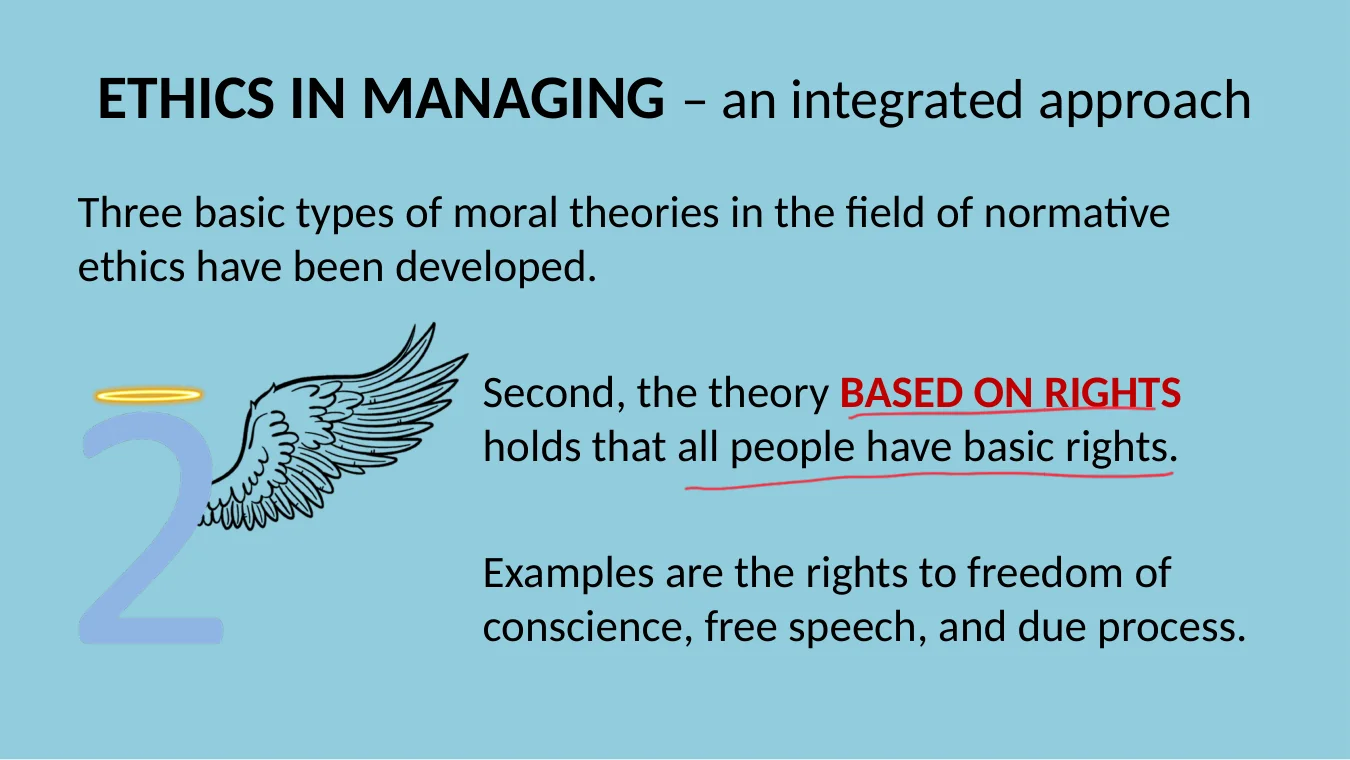 ETHICS IN MANAGING – an integrated approach
Three basic types of moral theories in the field of normative
ethics have been developed.
2
Second, the theory BASED ON RIGHTS
holds that all people have basic rights.
Examples are the rights to freedom of
conscience, free speech, and due process.